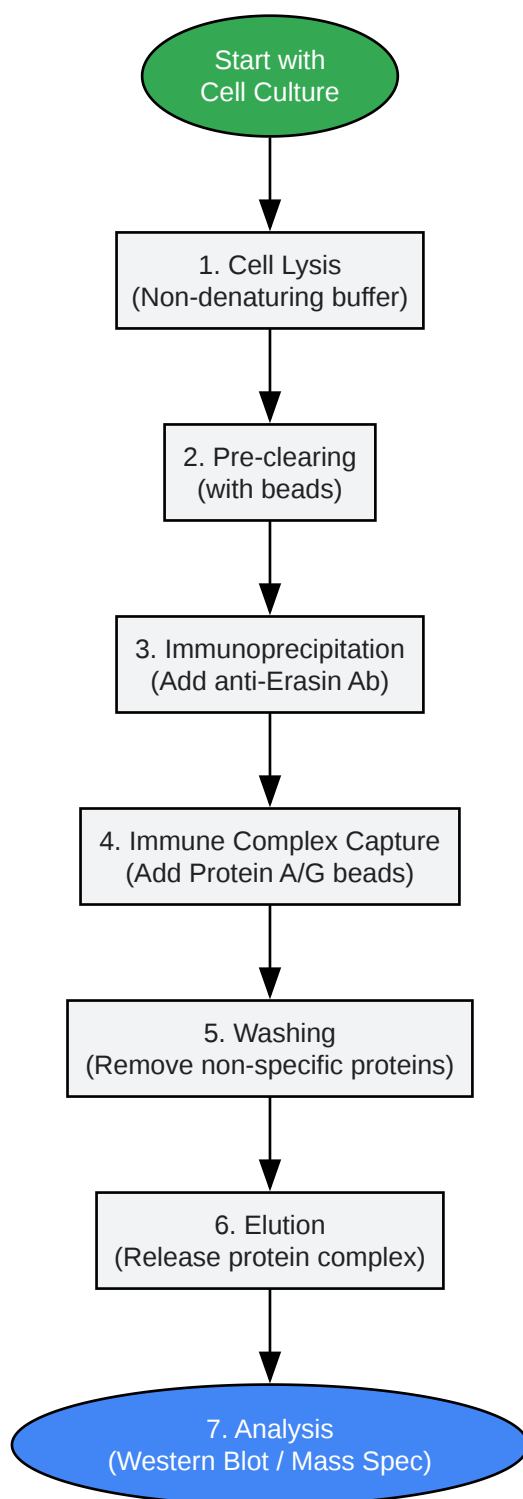 Start with
Cell Culture
1. Cell Lysis
(Non-denaturing buffer)
2. Pre-clearing
(with beads)
3. Immunoprecipitation
(Add anti-Erasin Ab)
4. Immune Complex Capture
(Add Protein A/G beads)
5. Washing
(Remove non-specific proteins)
6. Elution
(Release protein complex)
7. Analysis
(Western Blot / Mass Spec)